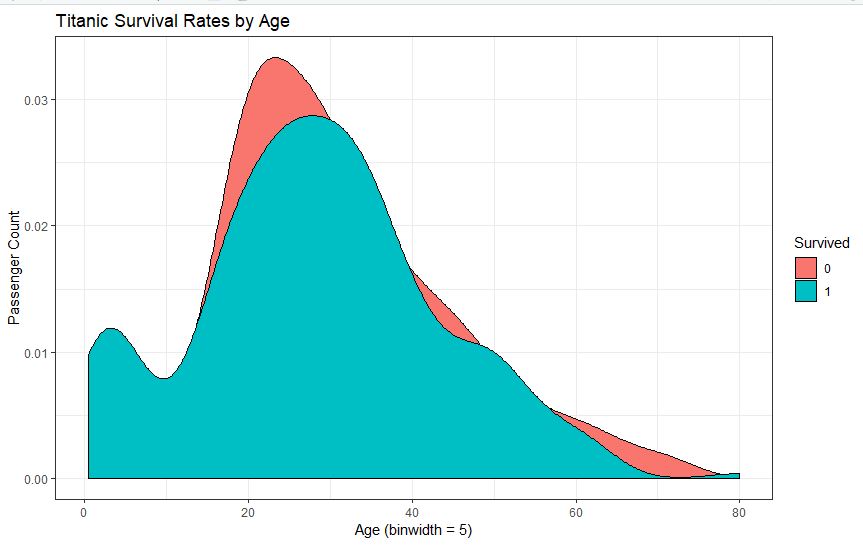 Titanic Survival Rates by Age
Passenger Count
0.03
0.02
0.01
0.00
0 20 40 60 80
Age (binwidth = 5)
Survived
0
1